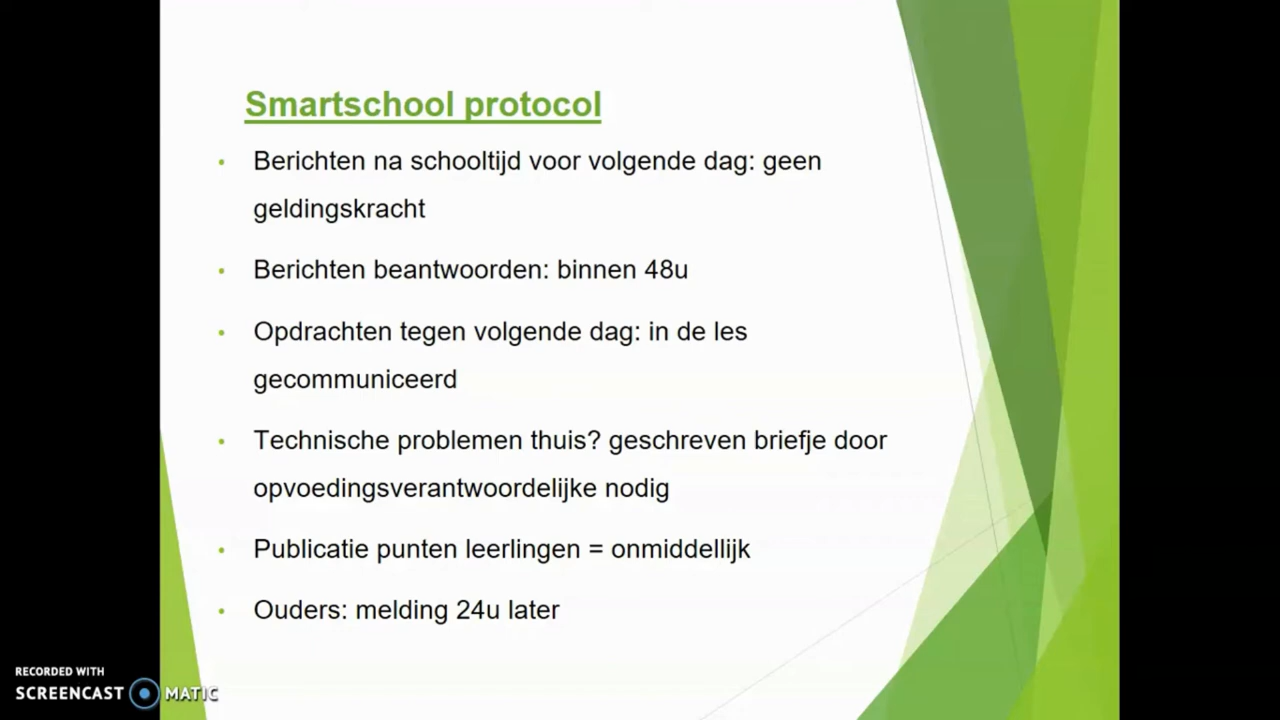 Smartschool protocol
• Berichten na schooltijd voor volgende dag: geen
geldingskracht
• Berichten beantwoorden: binnen 48u
• Opdrachten tegen volgende dag: in de les
gecommuniceerd
• Technische problemen thuis? geschreven briefje door
opvoedingsverantwoordelijke nodig
• Publicatie punten leerlingen = onmiddellijk
• Ouders: melding 24u later
RECORDED WITH
SCREENCAST MATIC